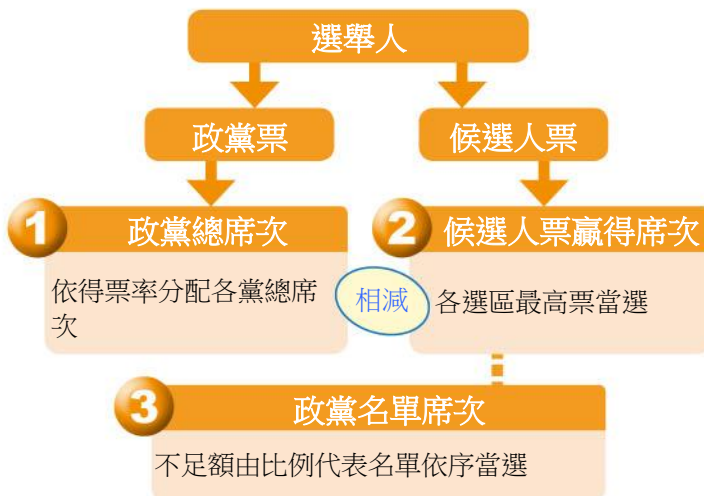 選舉人
政黨票
候選人票
1
政黨總席次
依得票率分配各黨總席
次
相減
2
候選人票贏得席次
各選區最高票當選
3
政黨名單席次
不足額由比例代表名單依序當選